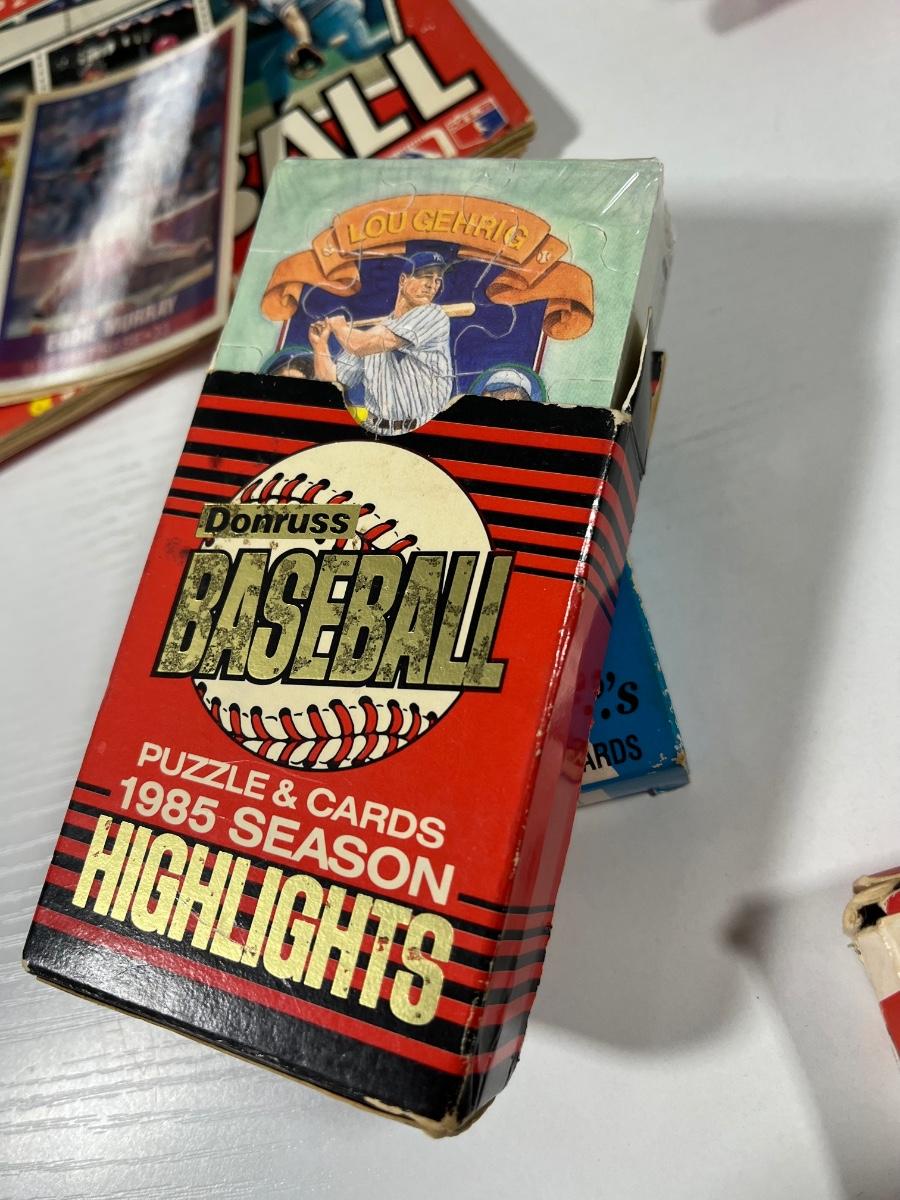 BALL
EDDIE MURRAY
LOU GEHRIG
Donruss
BASEBALL
PUZZLE & CARDS
1985 SEASON
HIGHLIGHTS
.'s
ARDS